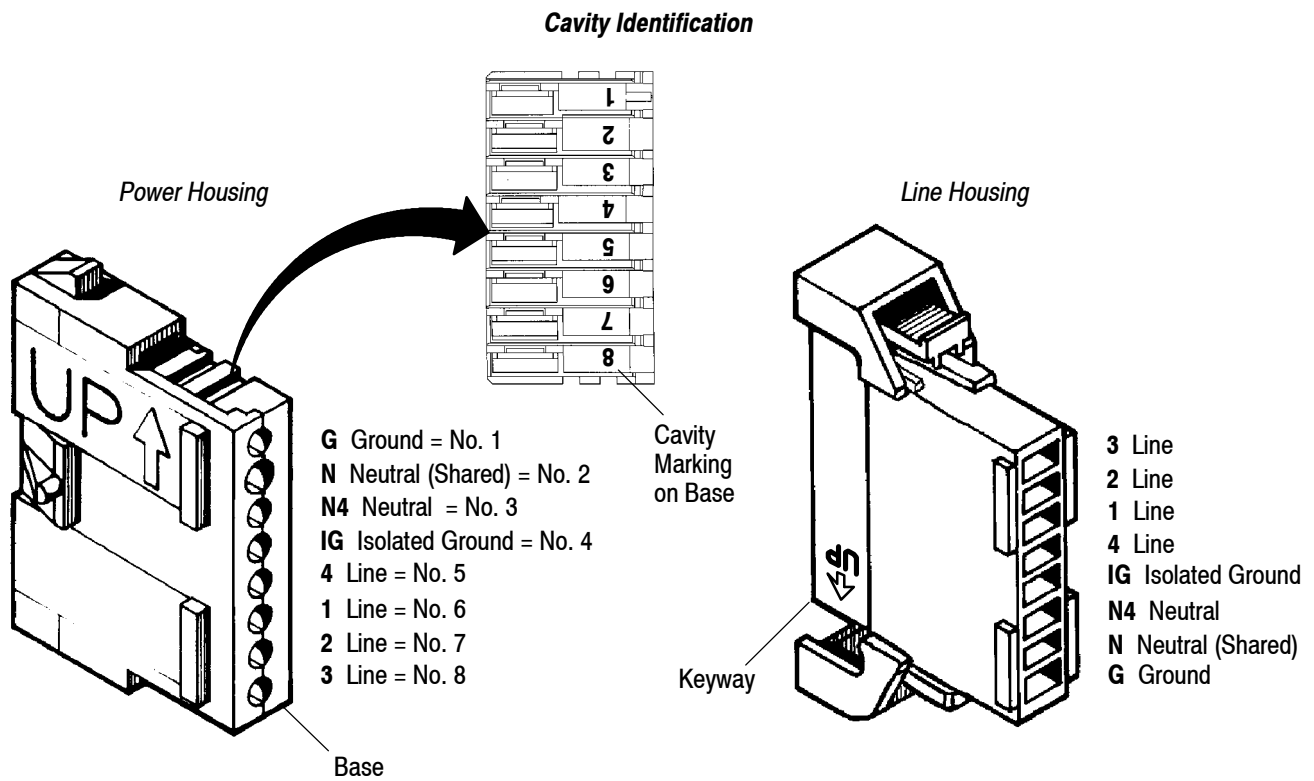 Cavity Identification
1
2
3
4
5
6
7
8
Power Housing
Line Housing
UP
G Ground = No. 1
N Neutral (Shared) = No. 2
N4 Neutral = No. 3
IG Isolated Ground = No. 4
4 Line = No. 5
1 Line = No. 6
2 Line = No. 7
3 Line = No. 8
Base
Cavity
Marking
on Base
UP
Keyway
3 Line
2 Line
1 Line
4 Line
IG Isolated Ground
N4 Neutral
N Neutral (Shared)
G Ground